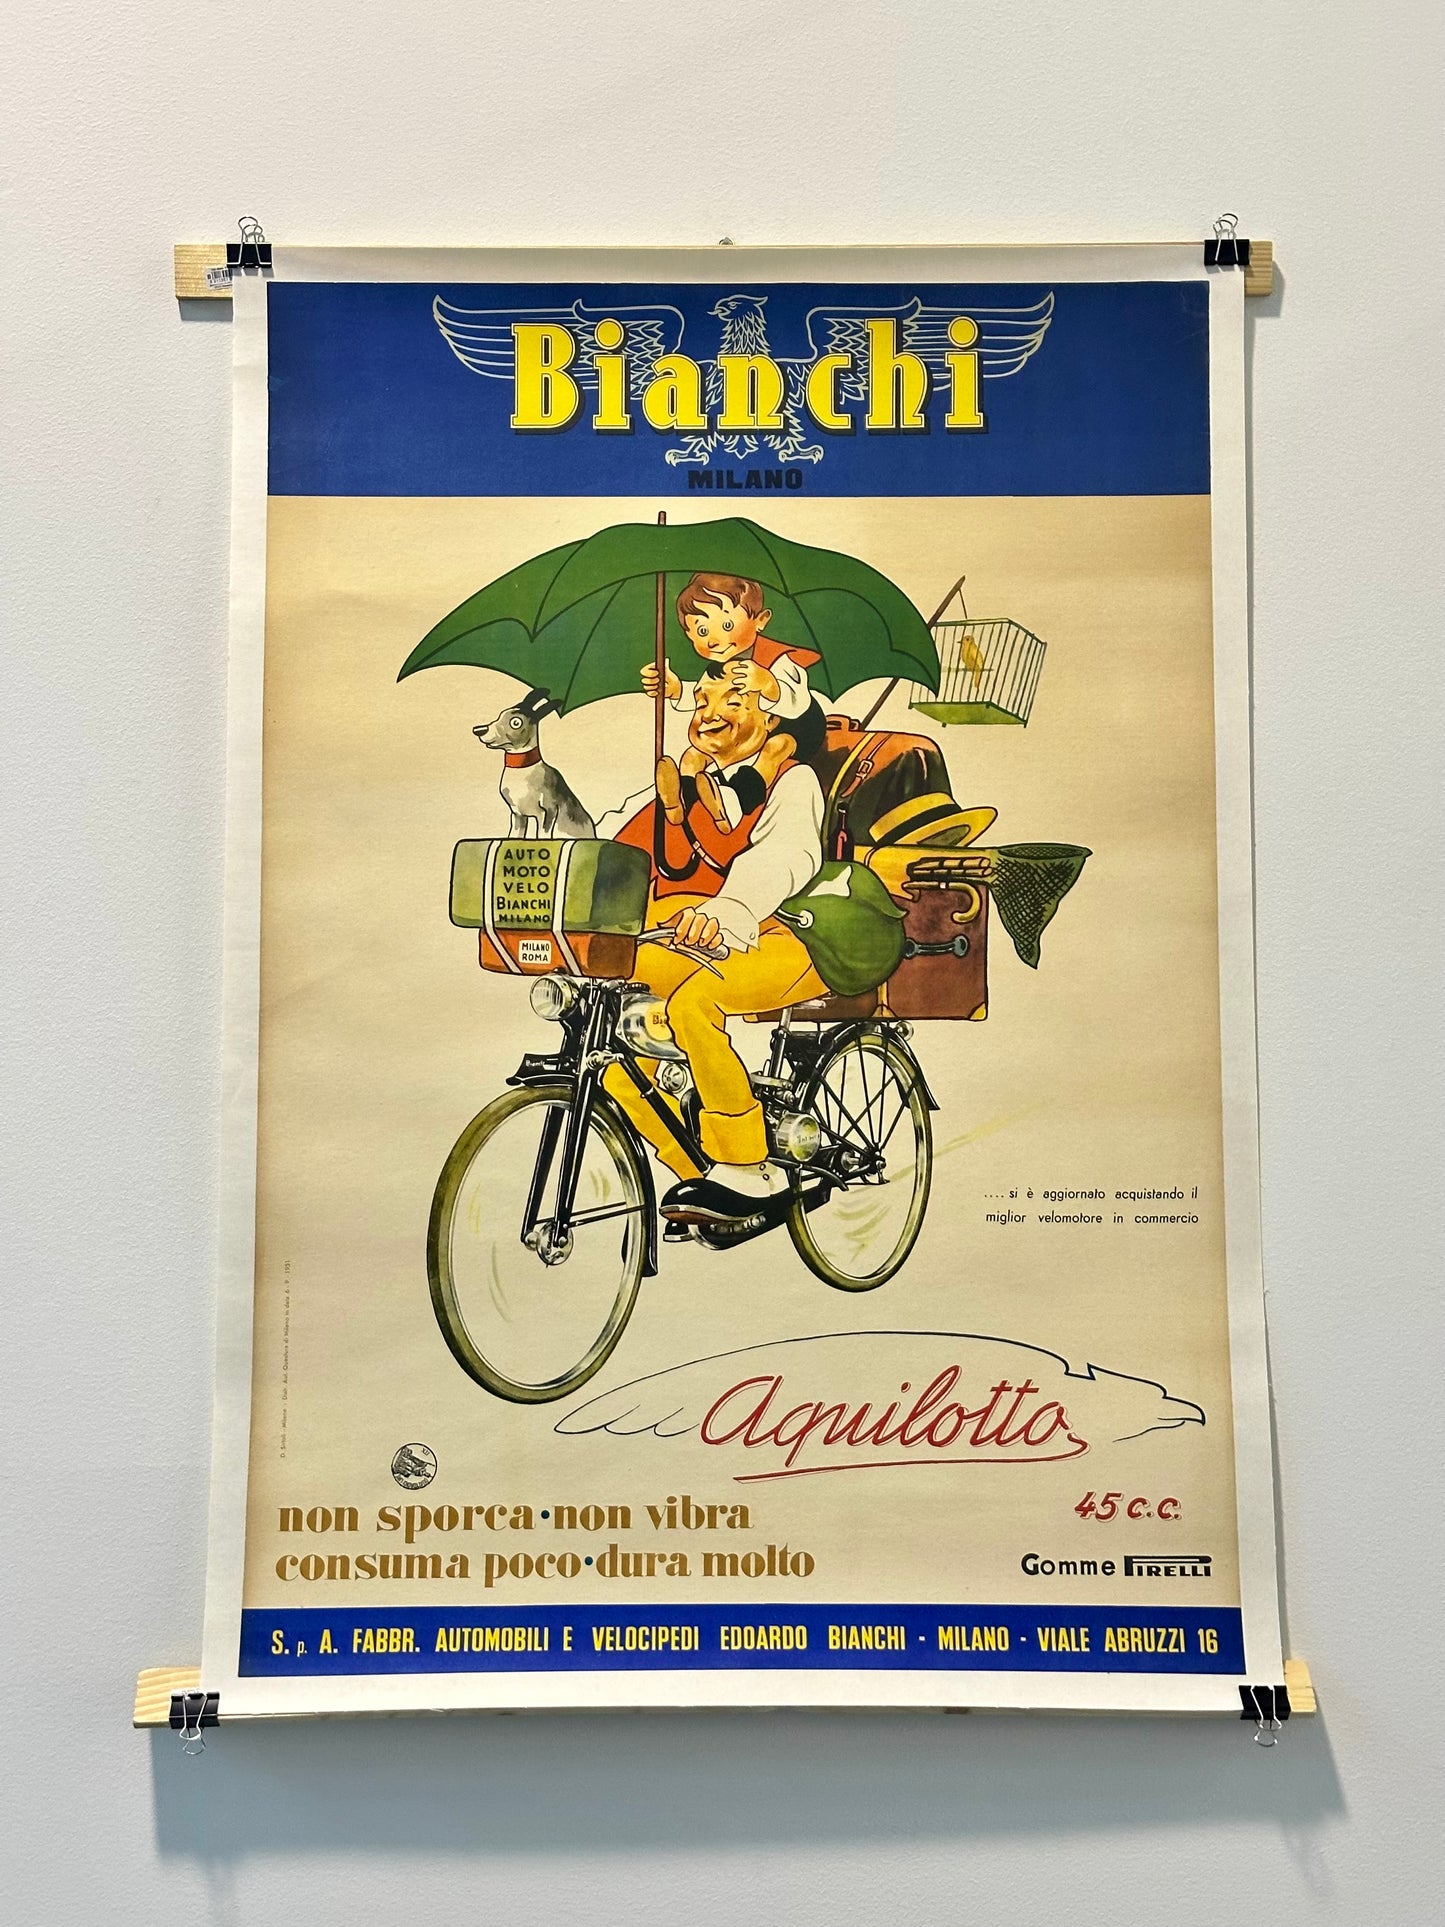 Bianchi
MILANO
AUTO
MOTO
VELO
BIANCHI
MILANO
MILANO
ROMA
Bianchi
.... si è aggiornato acquistando il
miglior velomotore in commercio
Aquilotto
45 c.c.
non sporca·non vibra
consuma poco·dura molto
Gomme PIRELLI
S. p. A. FABBR. AUTOMOBILI E VELOCIPEDI EDOARDO BIANCHI - MILANO - VIALE ABRUZZI 16